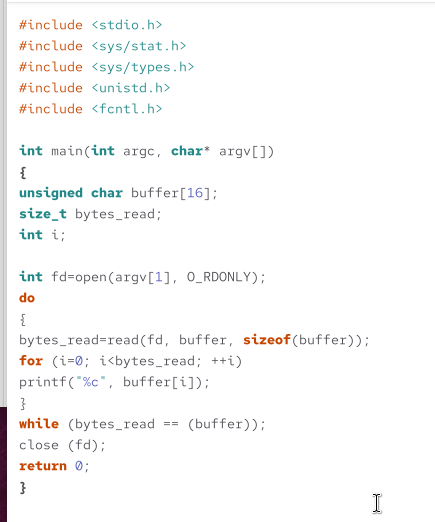 #include <stdio.h>
#include <sys/stat.h>
#include <sys/types.h>
#include <unistd.h>
#include <fcntl.h>
int main(int argc, char* argv[])
{
unsigned char buffer[16];
size_t bytes_read;
int i;
int fd=open(argv[1], O_RDONLY);
do
{
bytes_read=read(fd, buffer, sizeof(buffer));
for (i=0; i<bytes_read; ++i)
printf("%c", buffer[i]);
}
while (bytes_read == (buffer));
close (fd);
return 0;
}